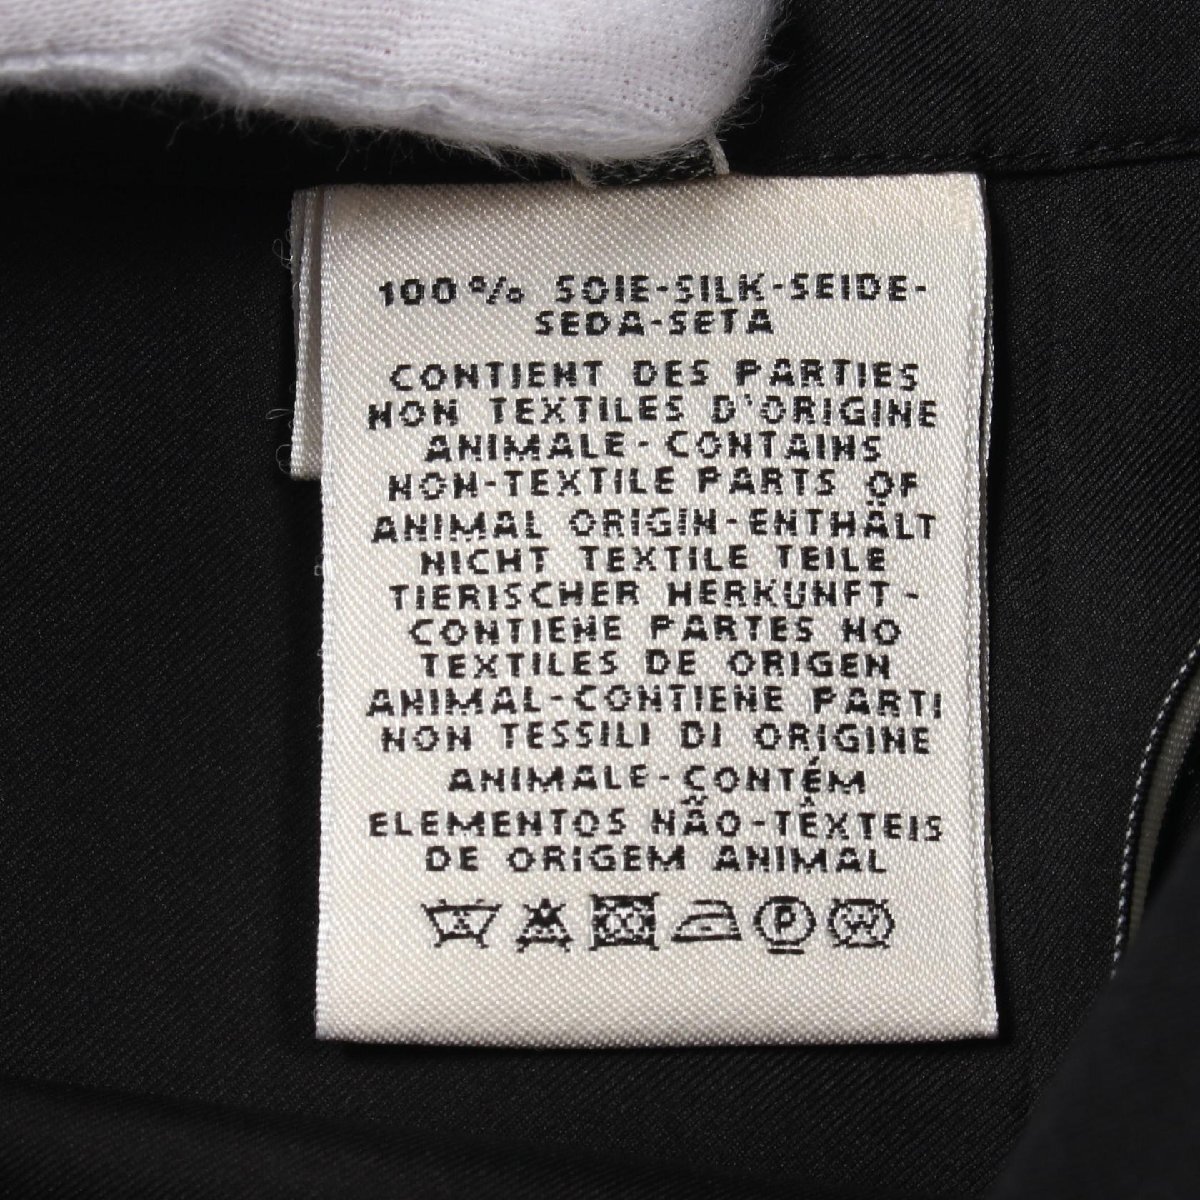 100% SOIE-SILK-SEIDE-
SEDA-SETA
CONTIENT DES PARTIES
NON TEXTILES D'ORIGINE
ANIMALE-CONTAINS
NON-TEXTILE PARTS OF
ANIMAL ORIGIN-ENTHÄLT
NICHT TEXTILE TEILE
TIERISCHER HERKUNFT-
CONTIENE PARTES NO
TEXTILES DE ORIGEN
ANIMAL-CONTIENE PARTI
NON TESSILI DI ORIGINE
ANIMALE-CONTÉM
ELEMENTOS NÃO-TÊXTEIS
DE ORIGEM ANIMAL
P W